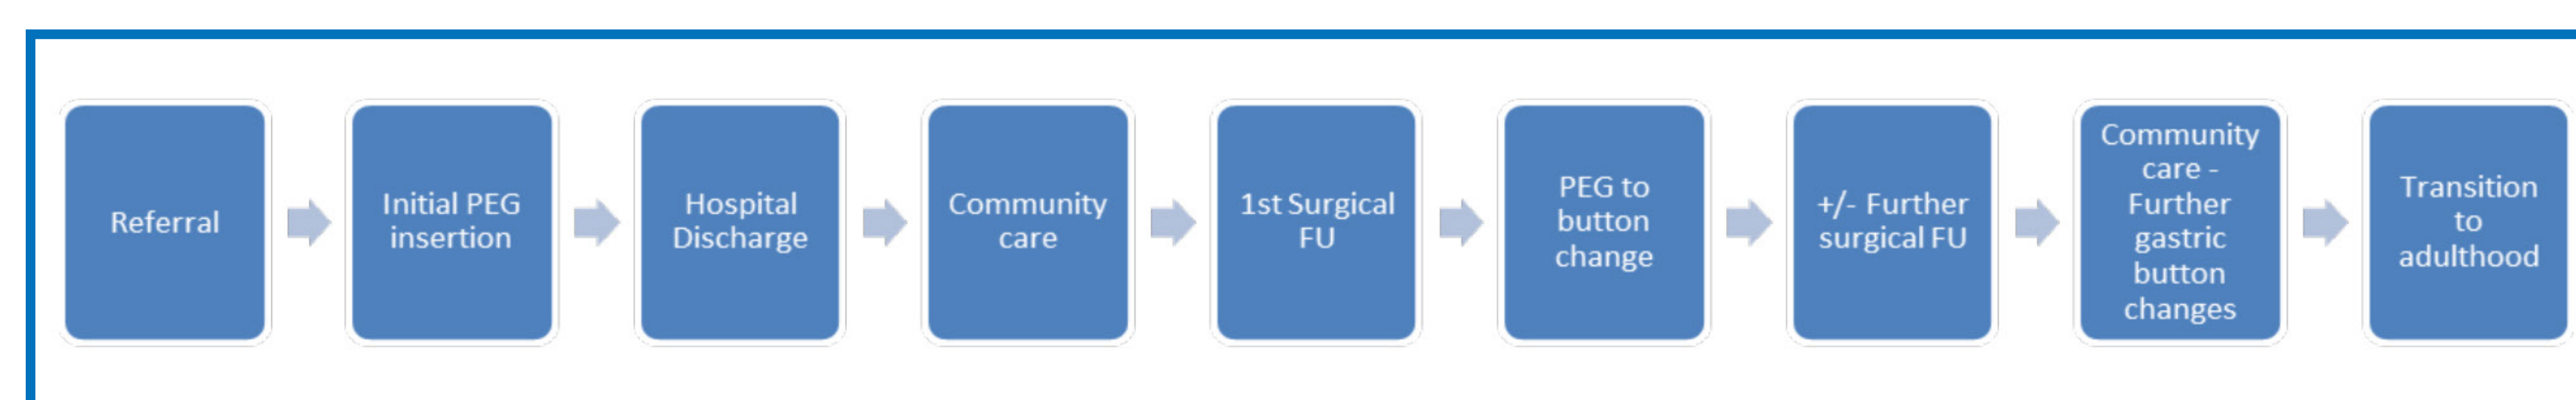 Referral
Initial PEG
insertion
Hospital
Discharge
Community
care
1st Surgical
FU
PEG to
button
change
+/- Further
surgical FU
Community
care -
Further
gastric
button
changes
Transition
to
adulthood